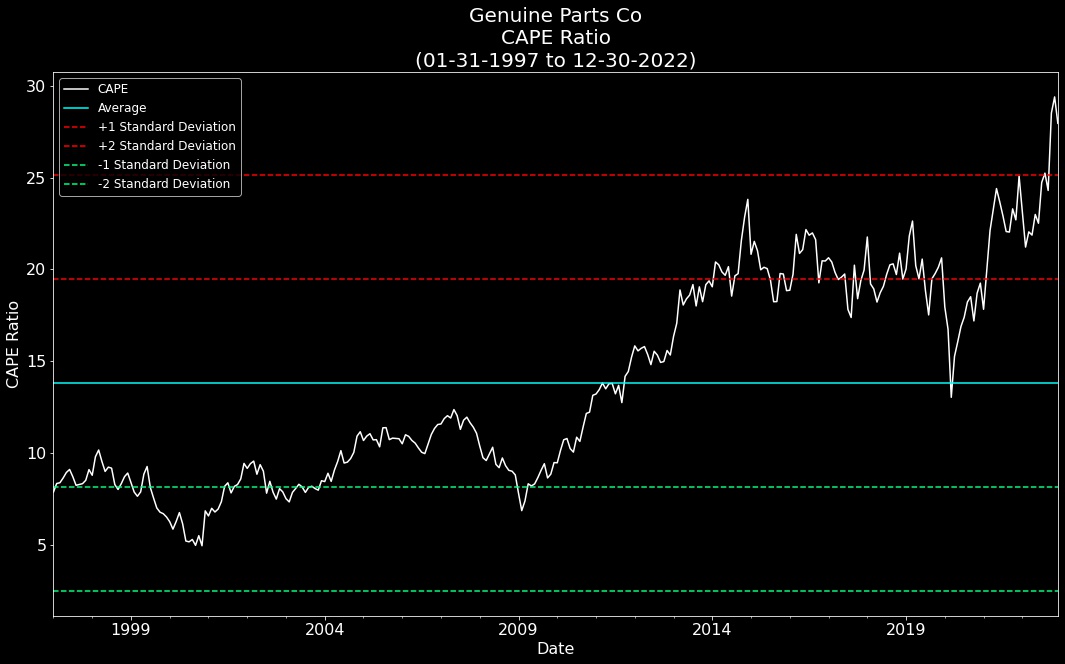 Genuine Parts Co
CAPE Ratio
(01-31-1997 to 12-30-2022)
CAPE
Average
+1 Standard Deviation
+2 Standard Deviation
-1 Standard Deviation
-2 Standard Deviation
30
25
20
15
10
5
CAPE Ratio
1999
2004
2009
2014
2019
Date